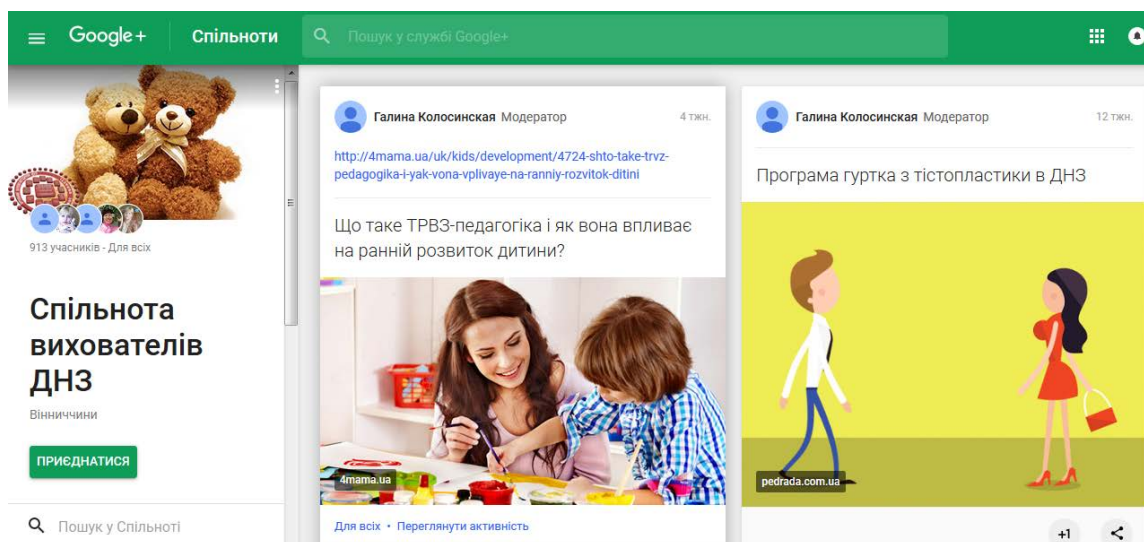 Google+
Спільноти
Пошук у службі Google+
913 учасників - Для всіх
Спільнота
вихователів
ДНЗ
Вінниччини
ПРИЄДНАТИСЯ
Пошук у Спільноті
Галина Колосинская Модератор
4 тжн.
http://4mama.ua/uk/kids/development/4724-shto-take-trvz-
pedagogika-i-yak-vona-vplivaye-na-ranniy-rozvitok-ditini
Що таке ТРВЗ-педагогіка і як вона впливає
на ранній розвиток дитини?
4mama.ua
Для всіх • Переглянути активність
Галина Колосинская Модератор
12 тжн.
Програма гуртка з тістопластики в ДНЗ
pedrada.com.ua
+1